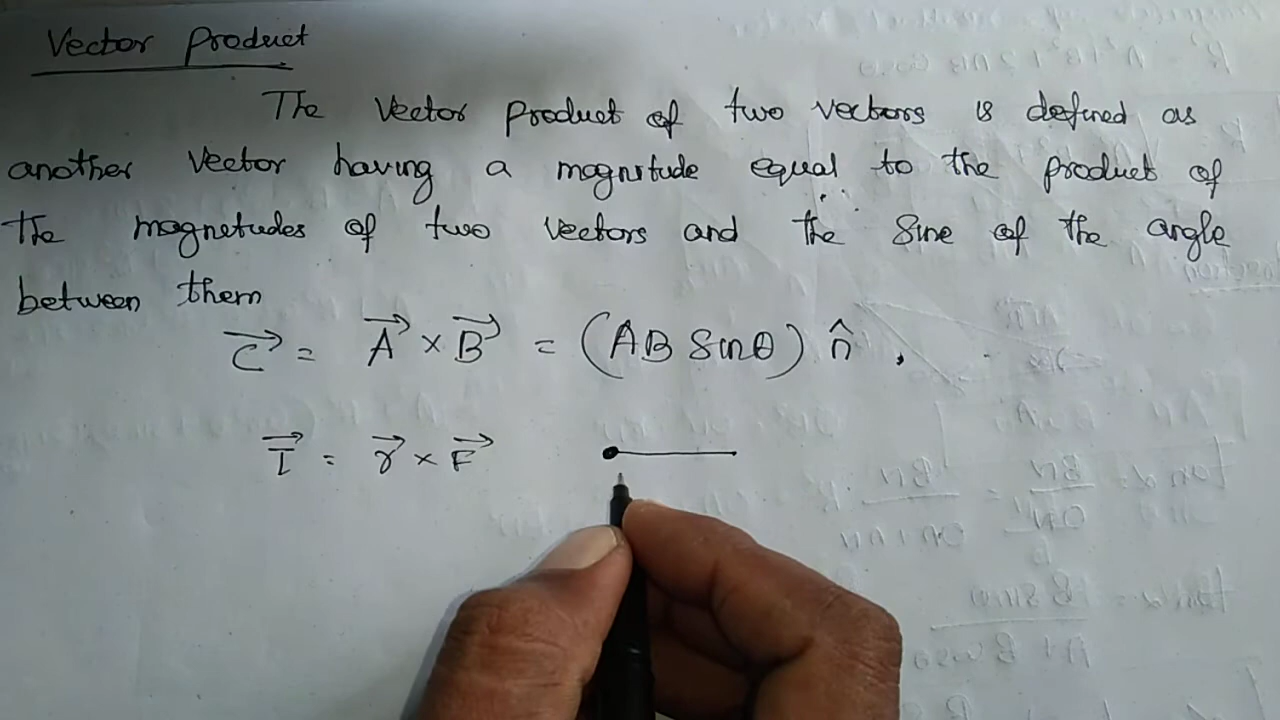 Vector Product
The Vector Product of two vectors is defined as
another Vector having a magnitude equal to the product of
The magnetudes of two vectors and the Sine of the angle
between them
C⃗ = A⃗ × B⃗ = (AB Sinθ) n̂ .
τ⃗ = r⃗ × F⃗